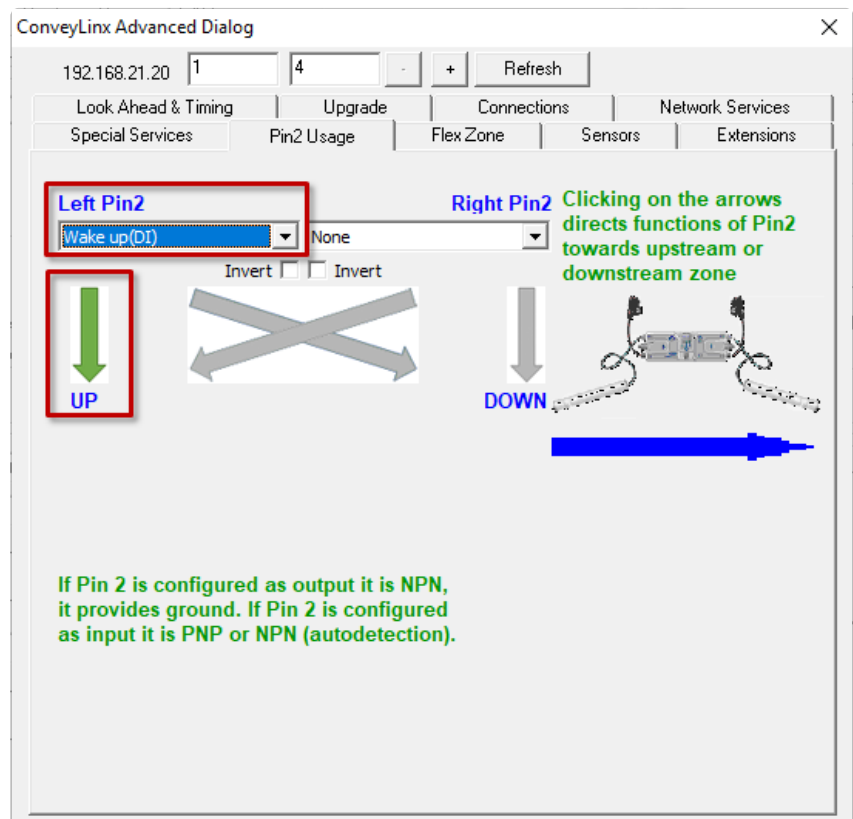 ConveyLinx Advanced Dialog
192.168.21.20 1 4 - + Refresh
Look Ahead & Timing Upgrade Connections Network Services
Special Services Pin2 Usage Flex Zone Sensors Extensions
Left Pin2 Right Pin2
Wake up(DI) None
Invert Invert
UP DOWN
Clicking on the arrows
directs functions of Pin2
towards upstream or
downstream zone
If Pin 2 is configured as output it is NPN,
it provides ground. If Pin 2 is configured
as input it is PNP or NPN (autodetection).